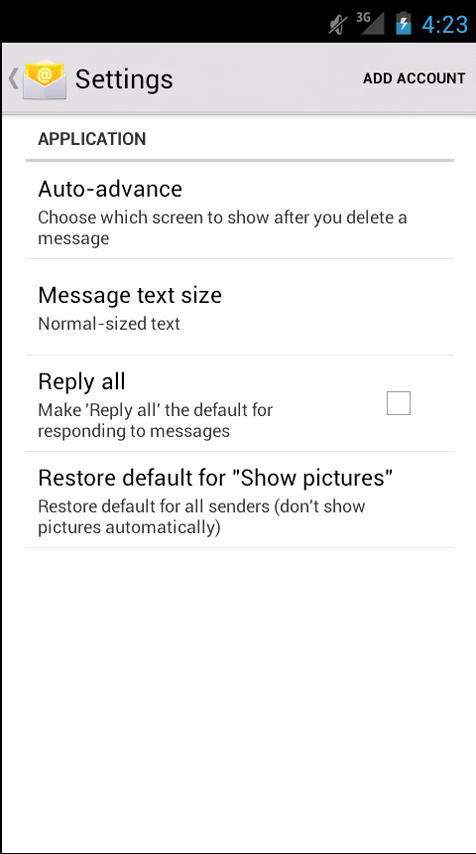 3G 4:23
Settings ADD ACCOUNT
APPLICATION
Auto-advance
Choose which screen to show after you delete a
message
Message text size
Normal-sized text
Reply all
Make 'Reply all' the default for
responding to messages
Restore default for "Show pictures"
Restore default for all senders (don't show
pictures automatically)